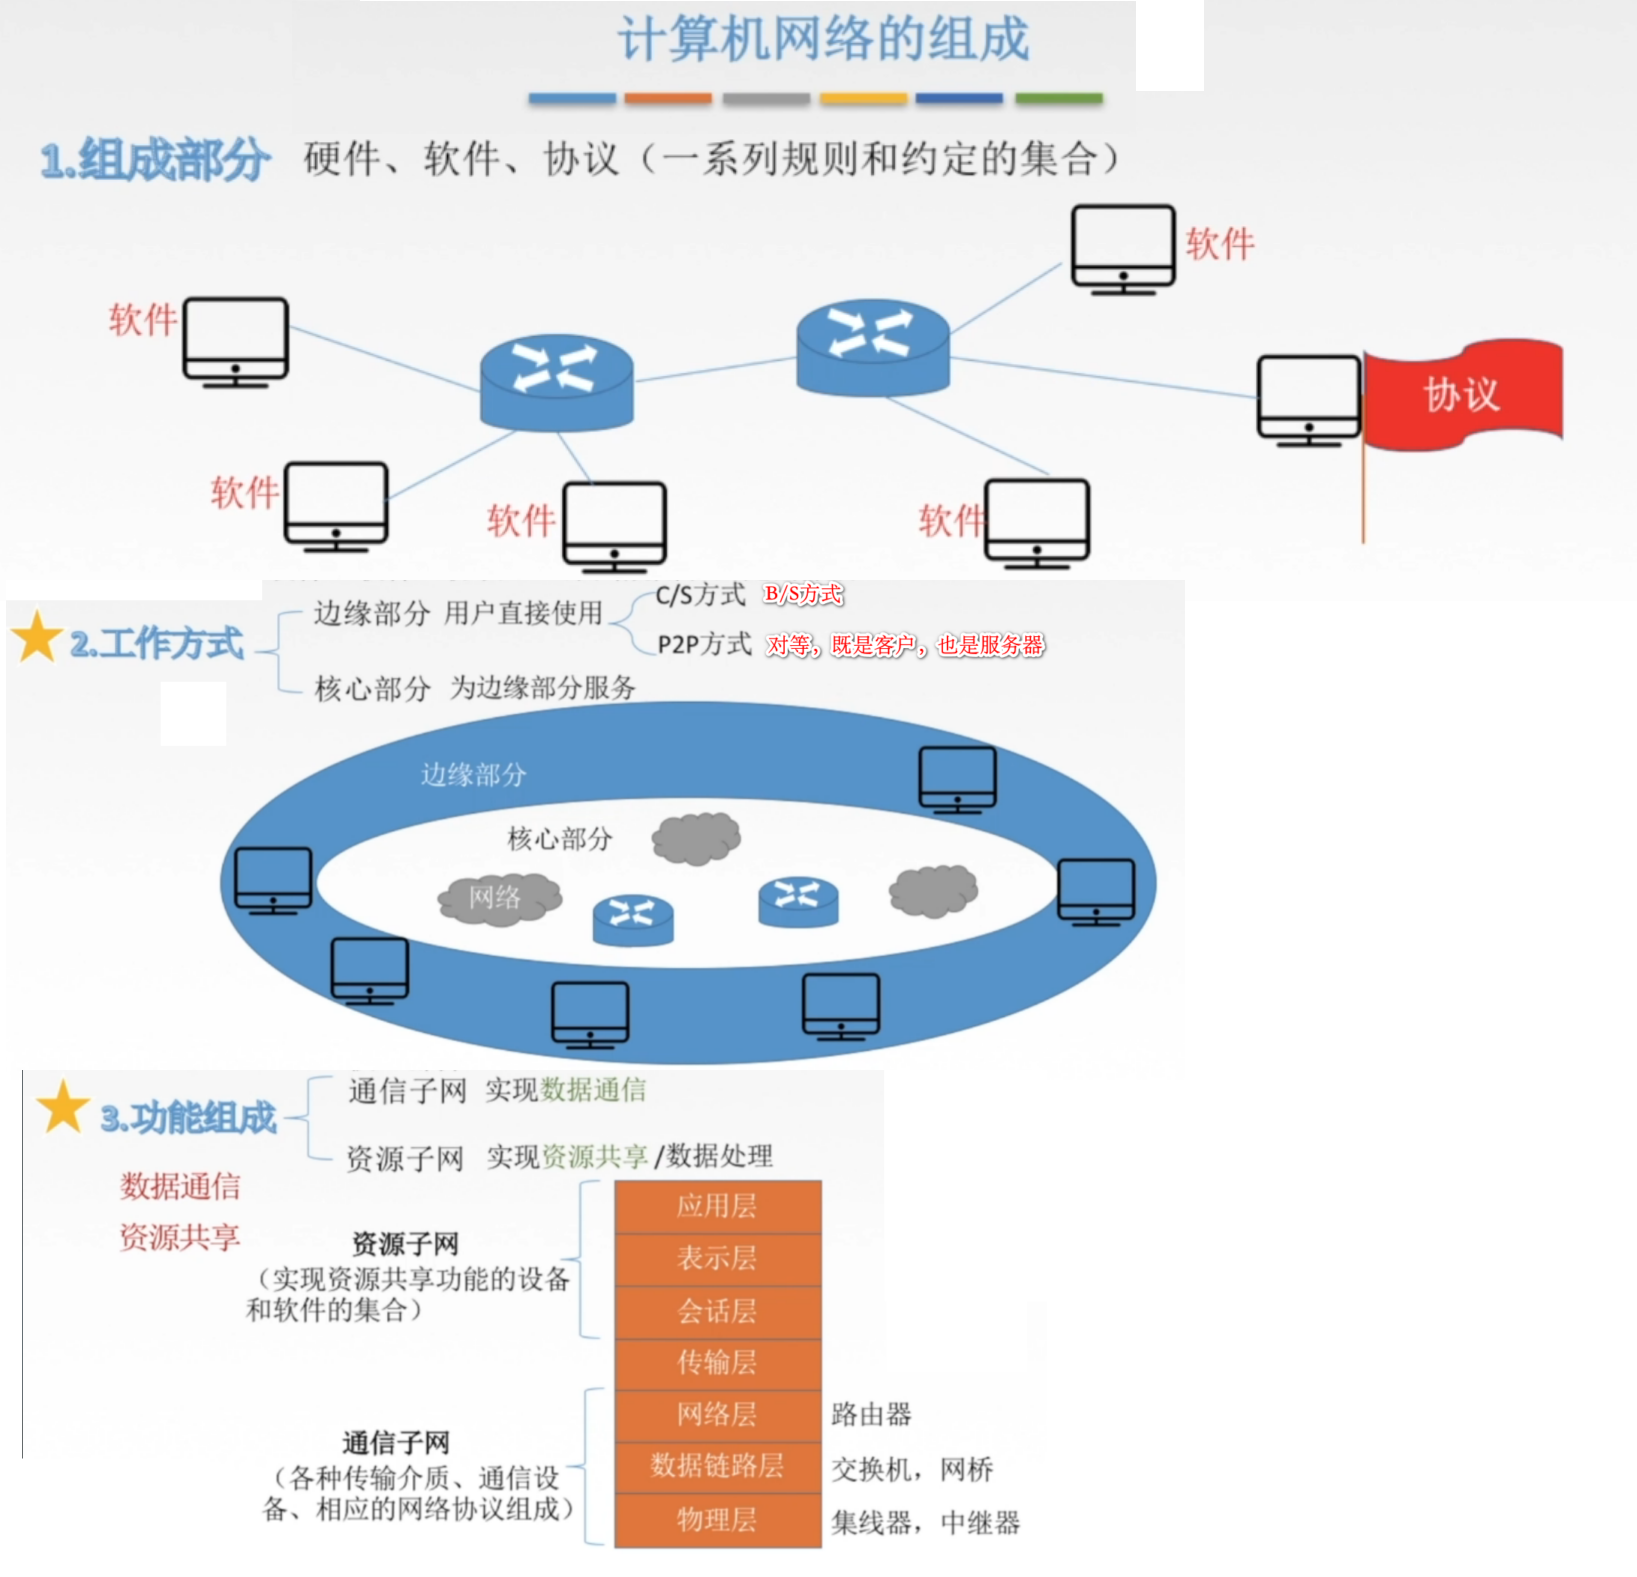 计算机网络的组成
1.组成部分 硬件、软件、协议（一系列规则和约定的集合）
软件
软件
协议
软件
软件
软件
边缘部分 用户直接使用
C/S方式 B/S方式
P2P方式 对等，既是客户，也是服务器
2.工作方式
核心部分 为边缘部分服务
边缘部分
核心部分
网络
通信子网 实现数据通信
3.功能组成
资源子网 实现资源共享/数据处理
数据通信
资源共享
资源子网
（实现资源共享功能的设备
和软件的集合）
应用层
表示层
会话层
传输层
网络层 路由器
数据链路层 交换机，网桥
物理层 集线器，中继器
通信子网
（各种传输介质、通信设
备、相应的网络协议组成）